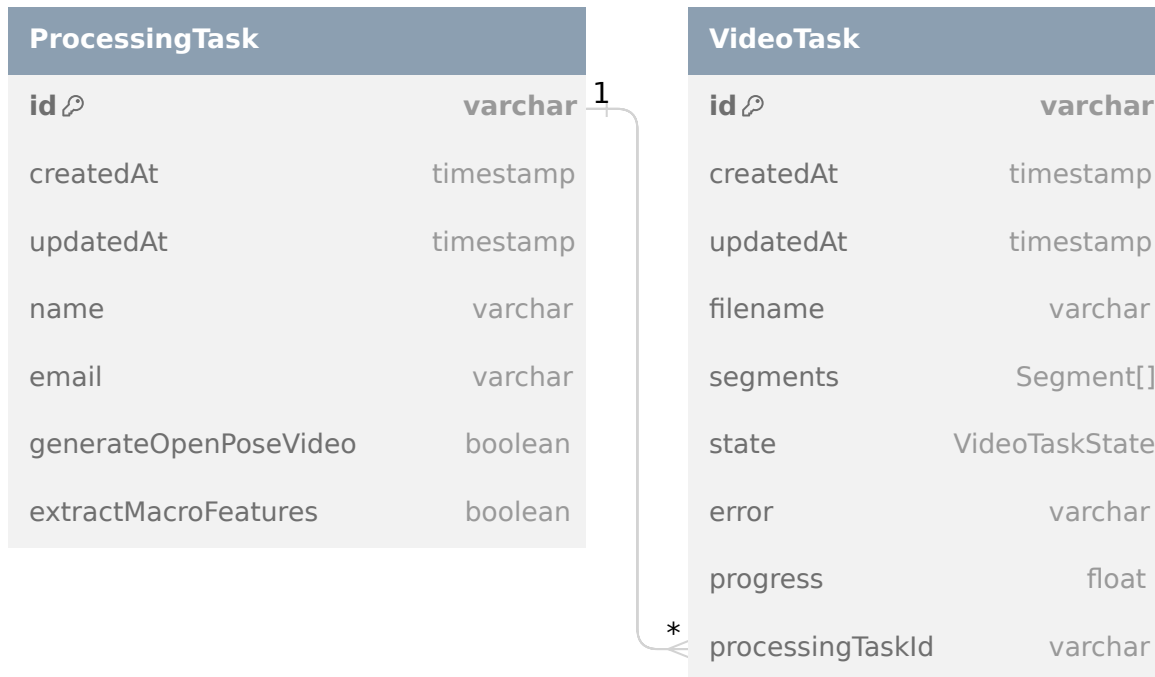 ProcessingTask
id varchar
createdAt timestamp
updatedAt timestamp
name varchar
email varchar
generateOpenPoseVideo boolean
extractMacroFeatures boolean
1
*
VideoTask
id varchar
createdAt timestamp
updatedAt timestamp
filename varchar
segments Segment[]
state VideoTaskState
error varchar
progress float
processingTaskId varchar